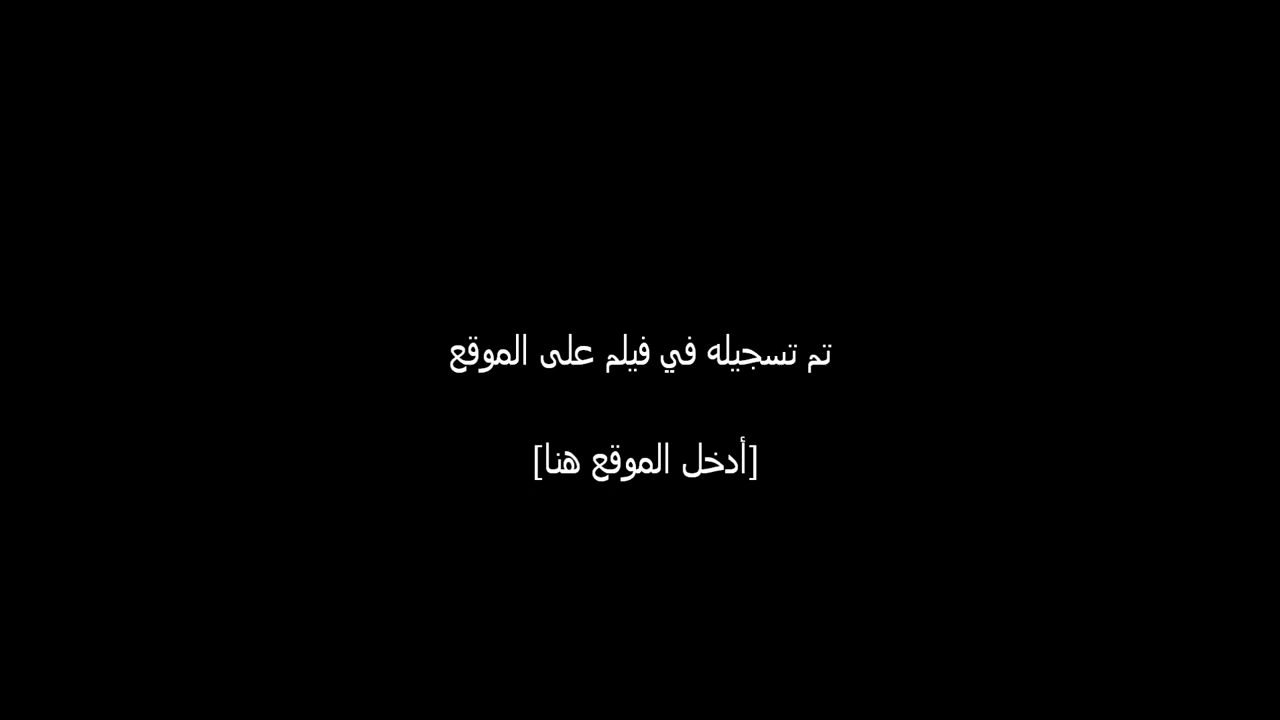 تم تسجيله في فيلم على الموقع
[أدخل الموقع هنا]